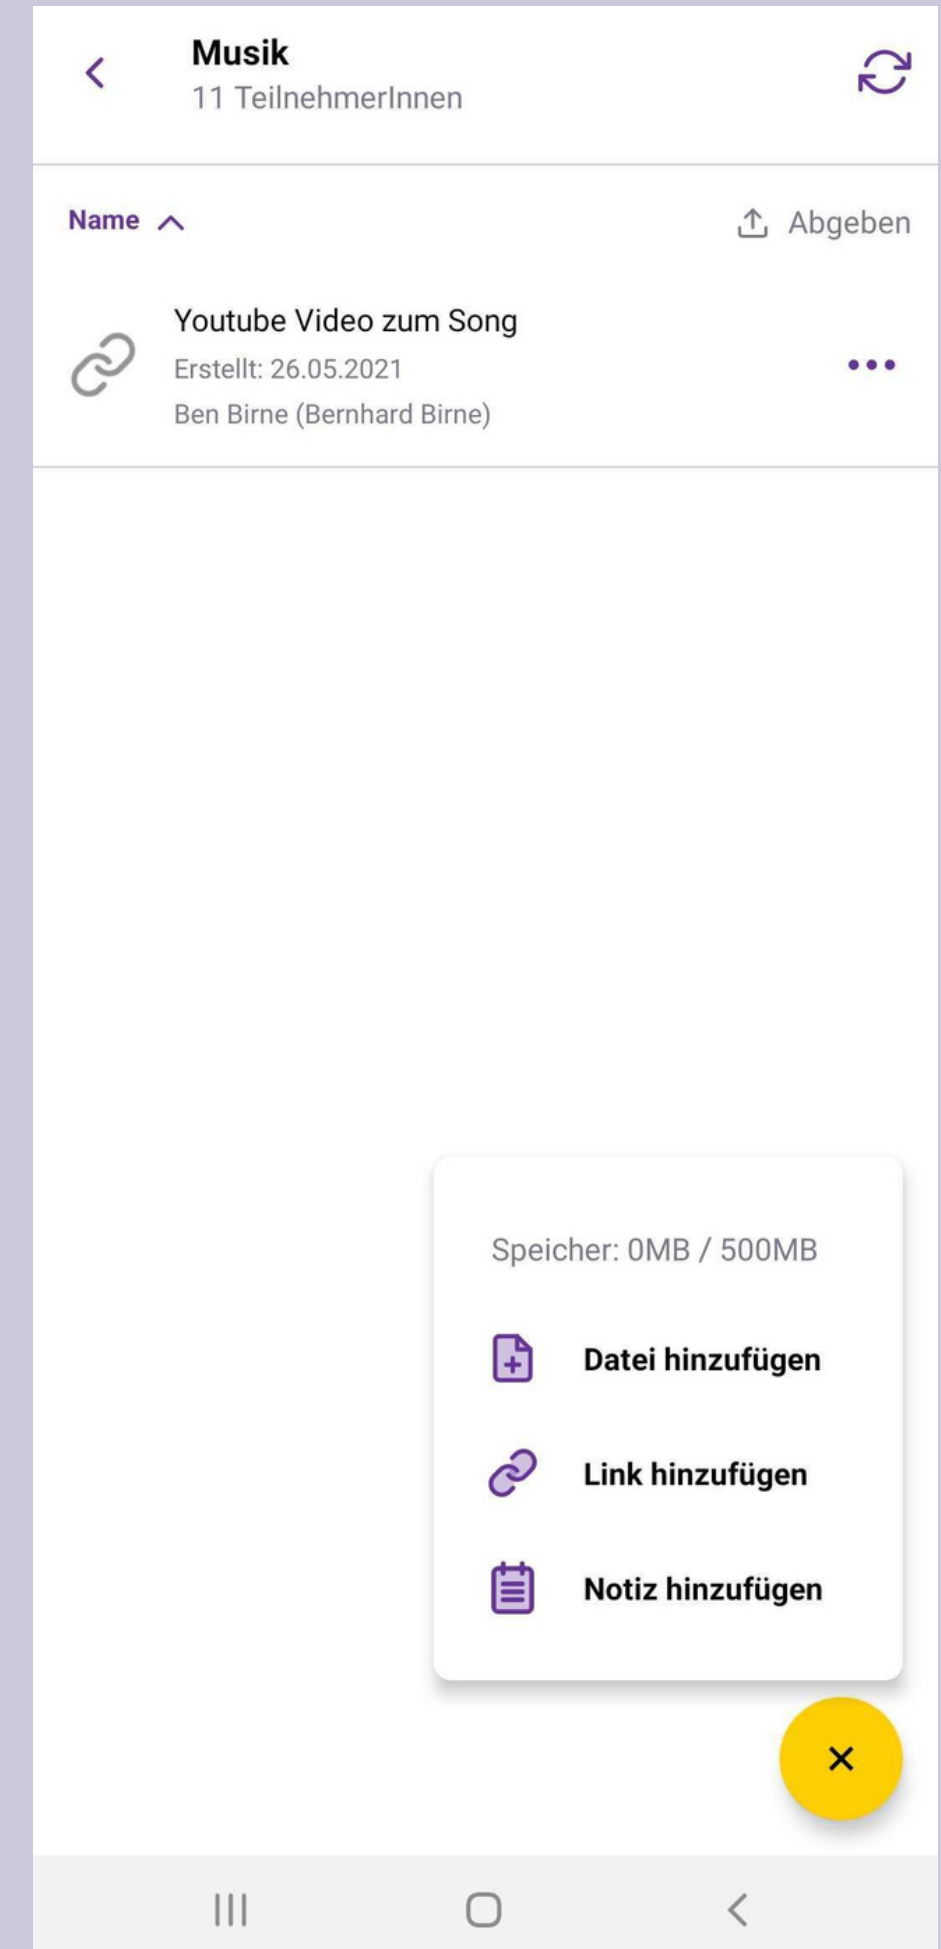 Musik
11 TeilnehmerInnen
Name
Abgeben
Youtube Video zum Song
Erstellt: 26.05.2021
Ben Birne (Bernhard Birne)
Speicher: 0MB / 500MB
Datei hinzufügen
Link hinzufügen
Notiz hinzufügen